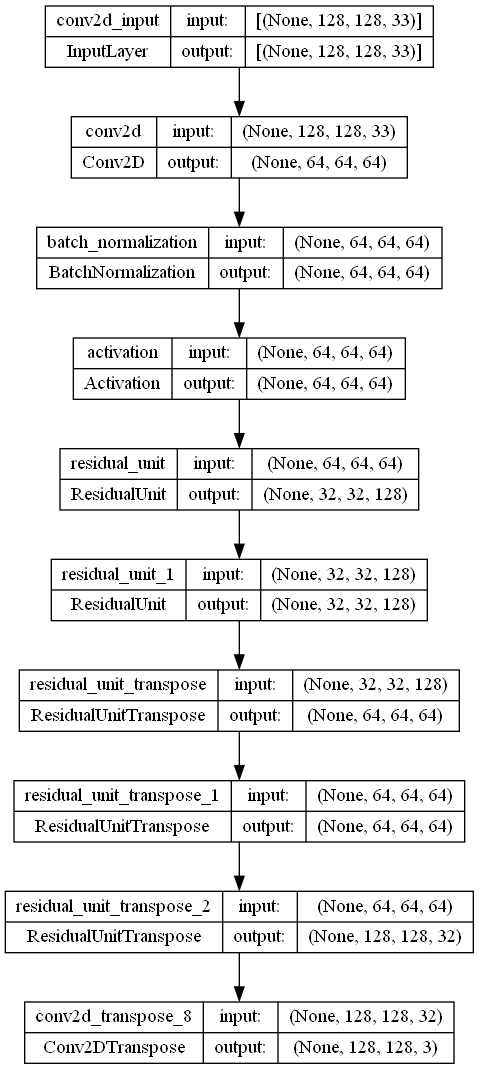 conv2d_input input: [(None, 128, 128, 33)]
InputLayer output: [(None, 128, 128, 33)]
conv2d input: (None, 128, 128, 33)
Conv2D output: (None, 64, 64, 64)
batch_normalization input: (None, 64, 64, 64)
BatchNormalization output: (None, 64, 64, 64)
activation input: (None, 64, 64, 64)
Activation output: (None, 64, 64, 64)
residual_unit input: (None, 64, 64, 64)
ResidualUnit output: (None, 32, 32, 128)
residual_unit_1 input: (None, 32, 32, 128)
ResidualUnit output: (None, 32, 32, 128)
residual_unit_transpose input: (None, 32, 32, 128)
ResidualUnitTranspose output: (None, 64, 64, 64)
residual_unit_transpose_1 input: (None, 64, 64, 64)
ResidualUnitTranspose output: (None, 64, 64, 64)
residual_unit_transpose_2 input: (None, 64, 64, 64)
ResidualUnitTranspose output: (None, 128, 128, 32)
conv2d_transpose_8 input: (None, 128, 128, 32)
Conv2DTranspose output: (None, 128, 128, 3)